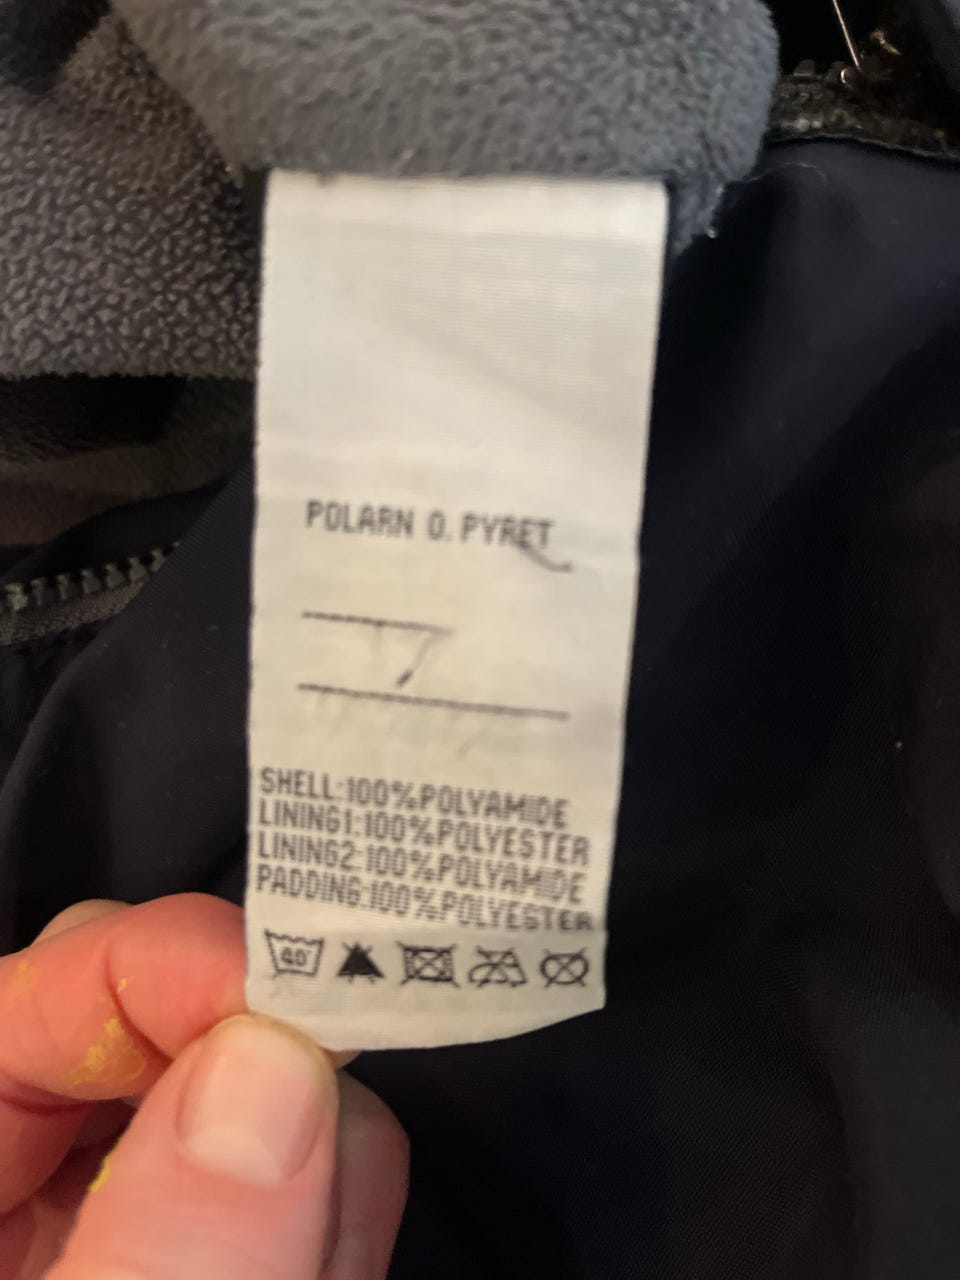 POLARN O. PYRET
SHELL:100%POLYAMIDE
LINING1:100%POLYESTER
LINING2:100%POLYAMIDE
PADDING:100%POLYESTER
40°